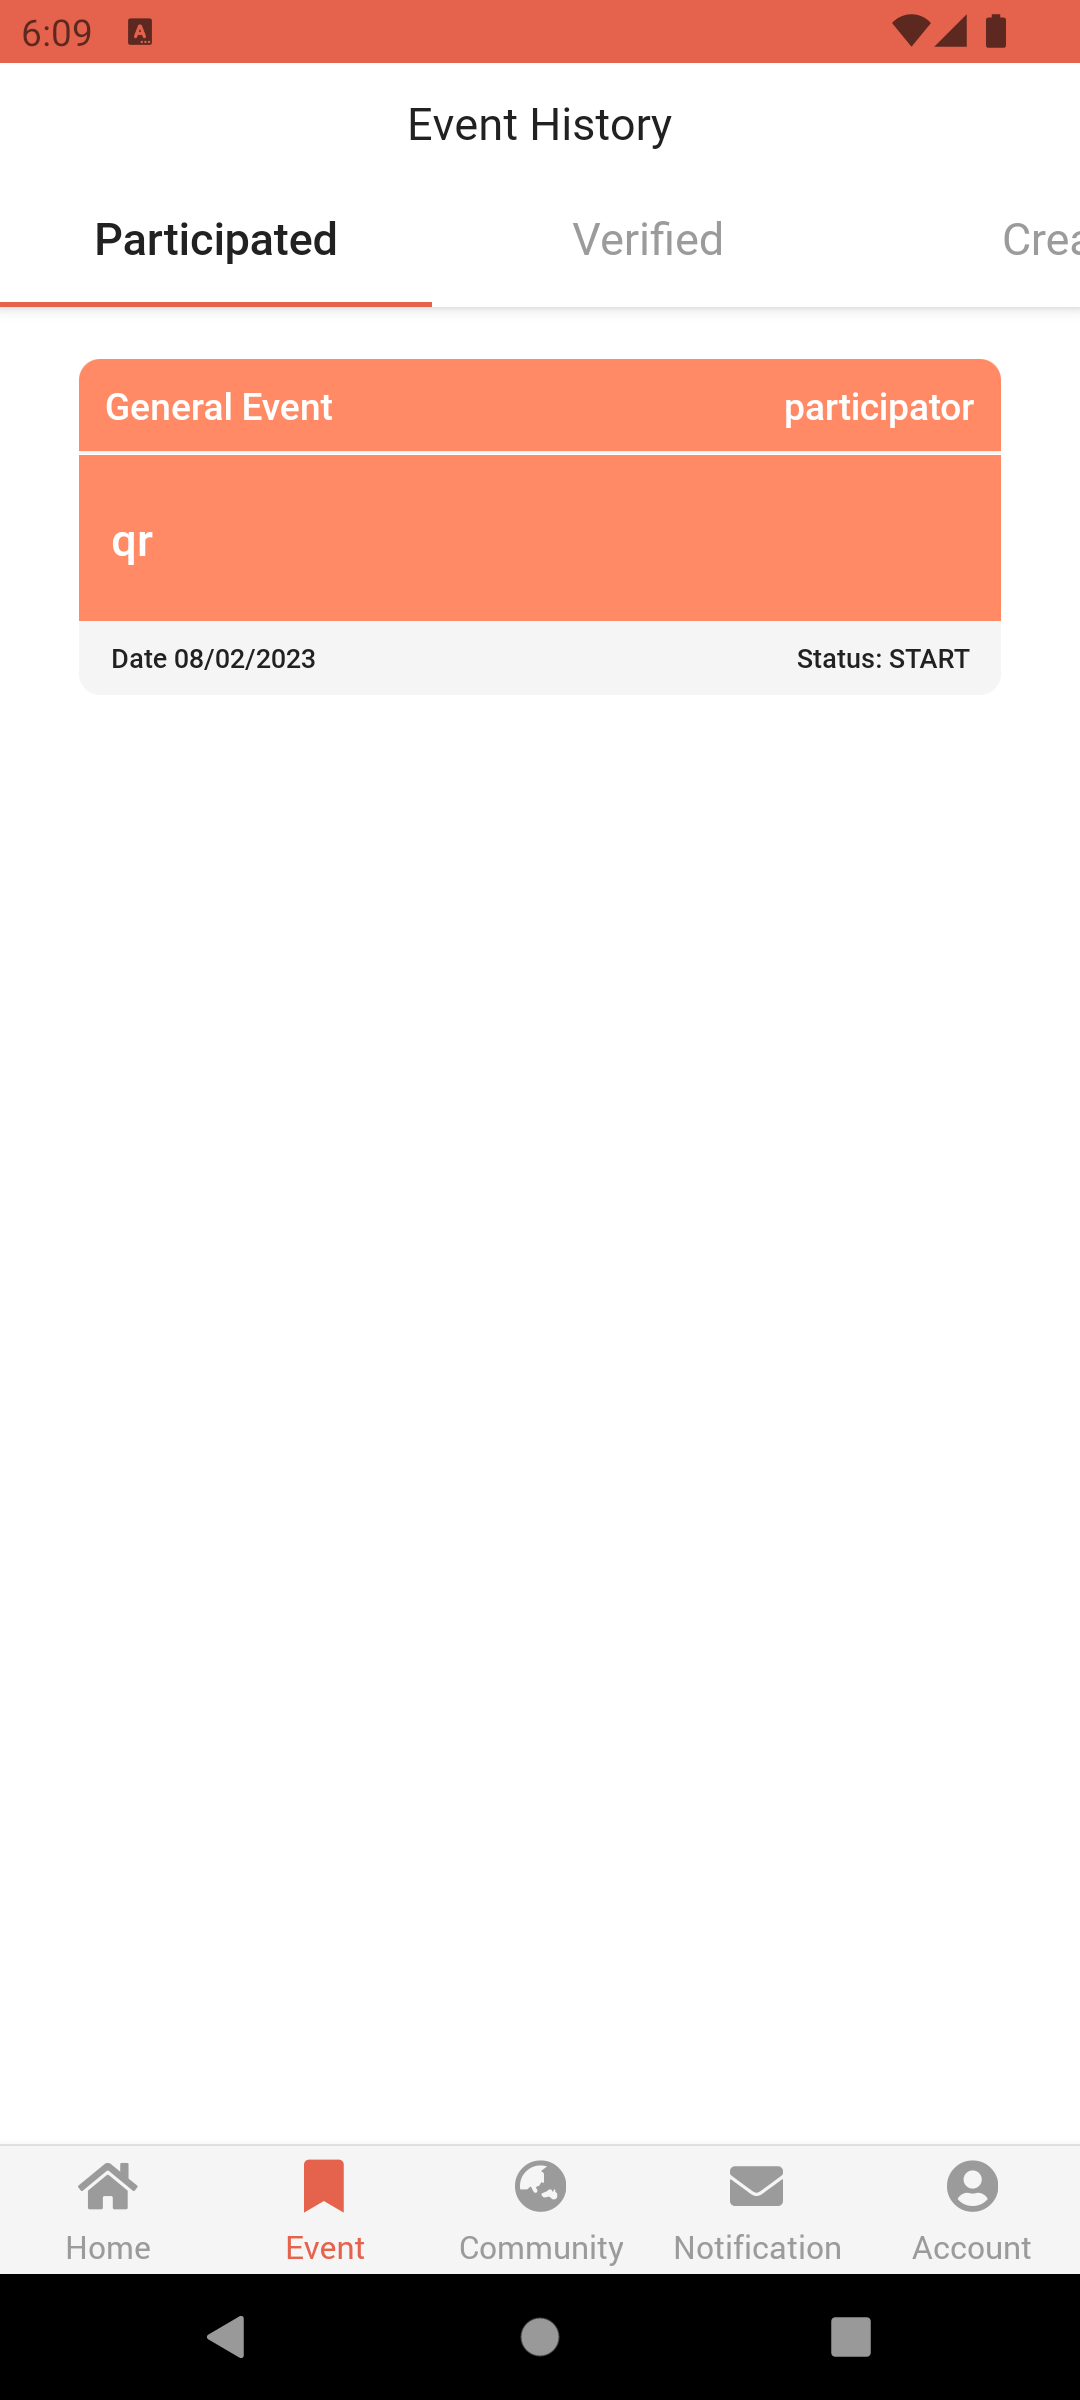 6:09
Event History
Participated Verified Crea
General Event participator
qr
Date 08/02/2023 Status: START
Home Event Community Notification Account